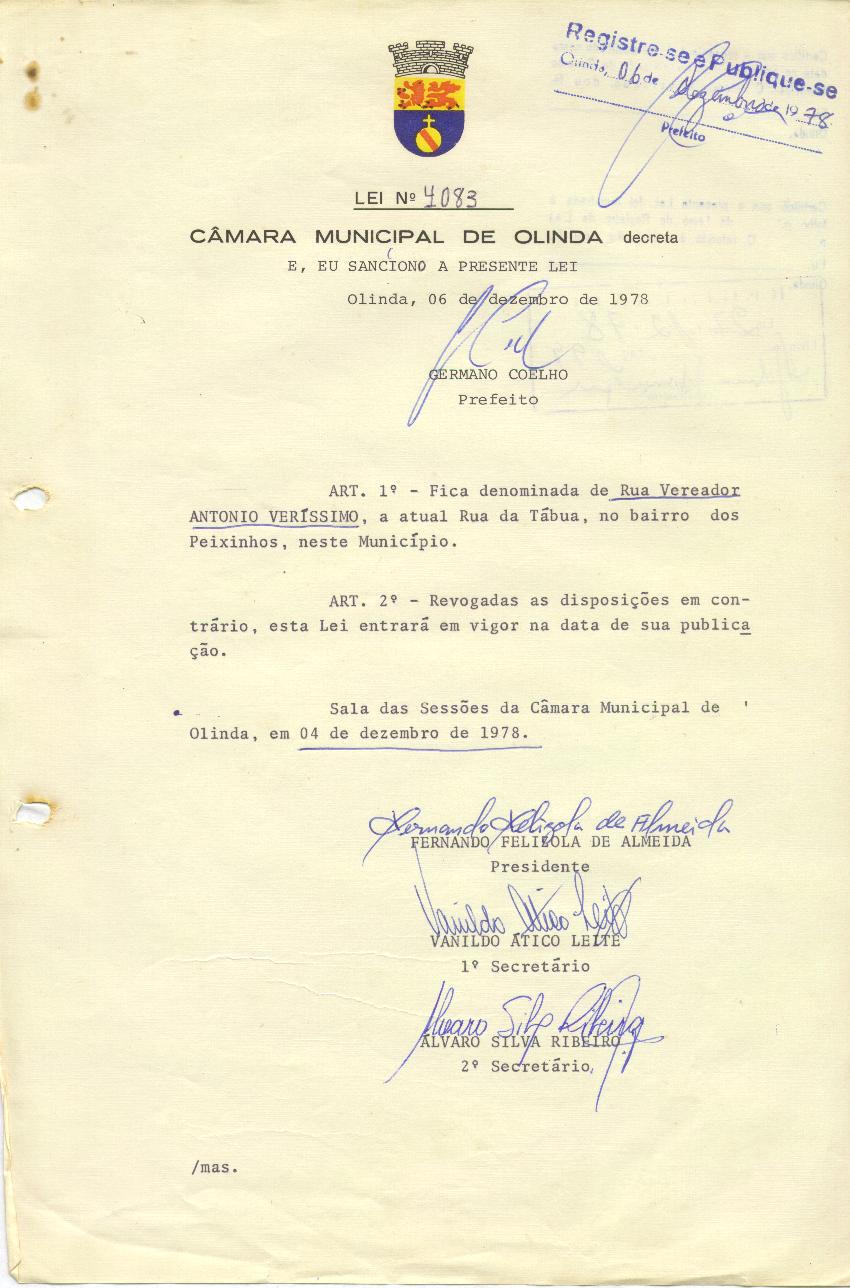 Registre-se e Publique-se
Olinda, 06 de dezembro de 1978
Prefeito
LEI Nº 4083
CÂMARA MUNICIPAL DE OLINDA decreta
E, EU SANCIONO A PRESENTE LEI
Olinda, 06 de dezembro de 1978
GERMANO COELHO
Prefeito
ART. 1º - Fica denominada de Rua Vereador
ANTONIO VERÍSSIMO, a atual Rua da Tábua, no bairro dos
Peixinhos, neste Município.
ART. 2º - Revogadas as disposições em con-
trário, esta Lei entrará em vigor na data de sua publica
ção.
Sala das Sessões da Câmara Municipal de '
Olinda, em 04 de dezembro de 1978.
Fernando Felizola de Almeida
FERNANDO FELIZOLA DE ALMEIDA
Presidente
Vanildo Ático Leite
VANILDO ÁTICO LEITE
1º Secretário
Alvaro Silva Ribeiro
ÁLVARO SILVA RIBEIRO
2º Secretário
/mas.